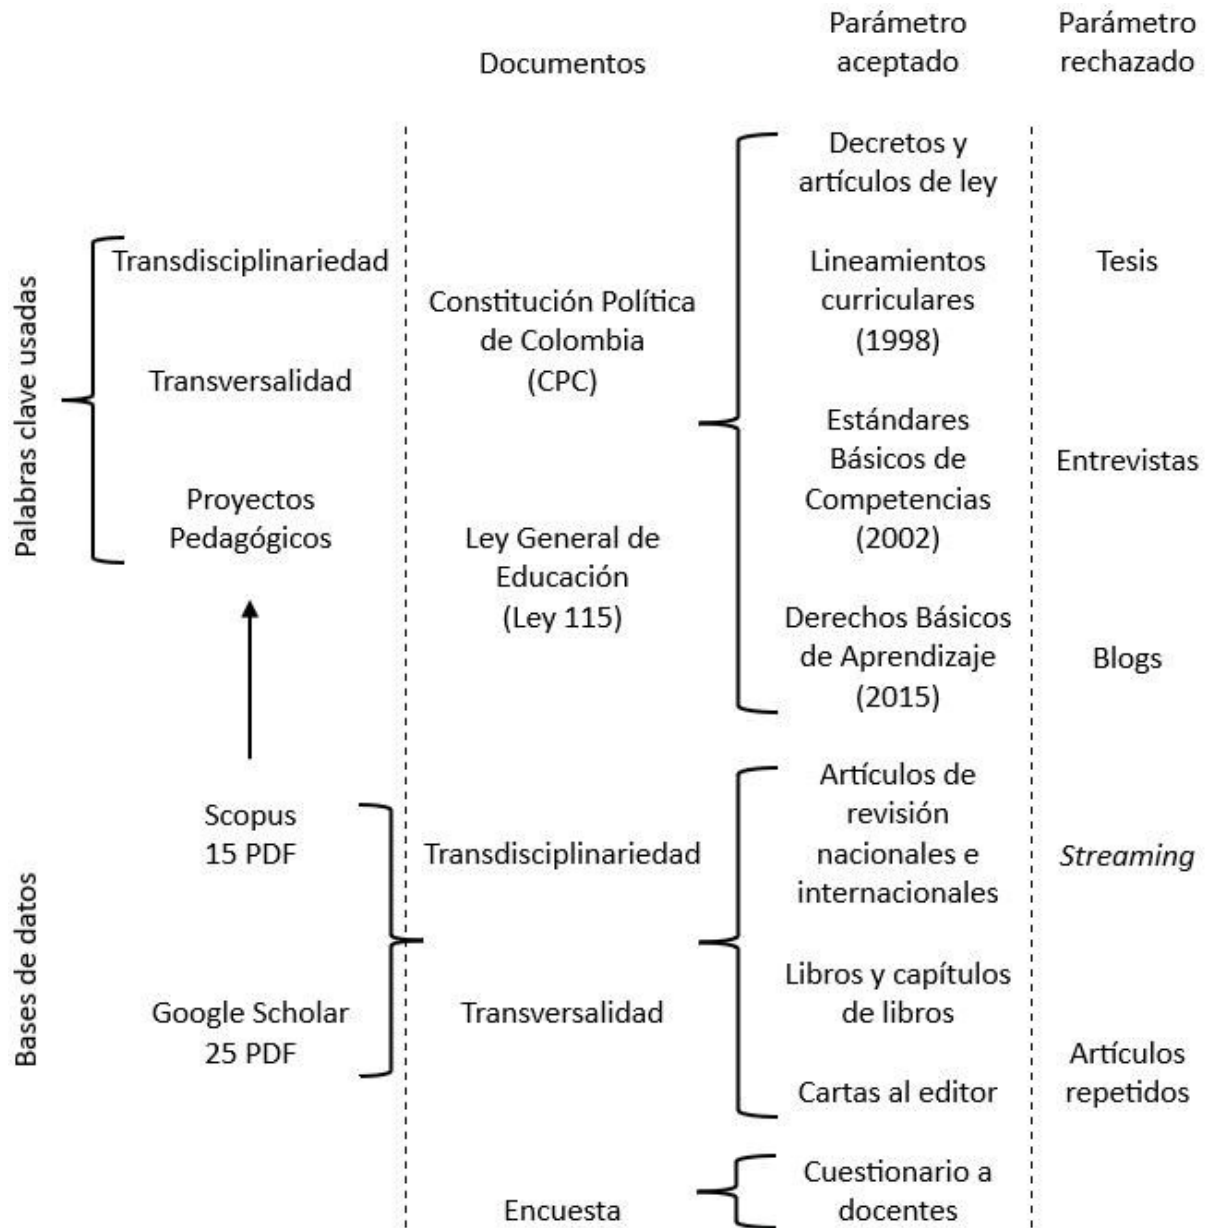 Documentos
Parámetro
aceptado
Parámetro
rechazado
Palabras clave usadas
Transdisciplinariedad
Transversalidad
Proyectos
Pedagógicos
Bases de datos
Scopus
15 PDF
Google Scholar
25 PDF
Constitución Política
de Colombia
(CPC)
Ley General de
Educación
(Ley 115)
Transdisciplinariedad
Transversalidad
Encuesta
Decretos y
artículos de ley
Lineamientos
curriculares
(1998)
Estándares
Básicos de
Competencias
(2002)
Derechos Básicos
de Aprendizaje
(2015)
Artículos de
revisión
nacionales e
internacionales
Libros y capítulos
de libros
Cartas al editor
Cuestionario a
docentes
Tesis
Entrevistas
Blogs
Streaming
Artículos
repetidos